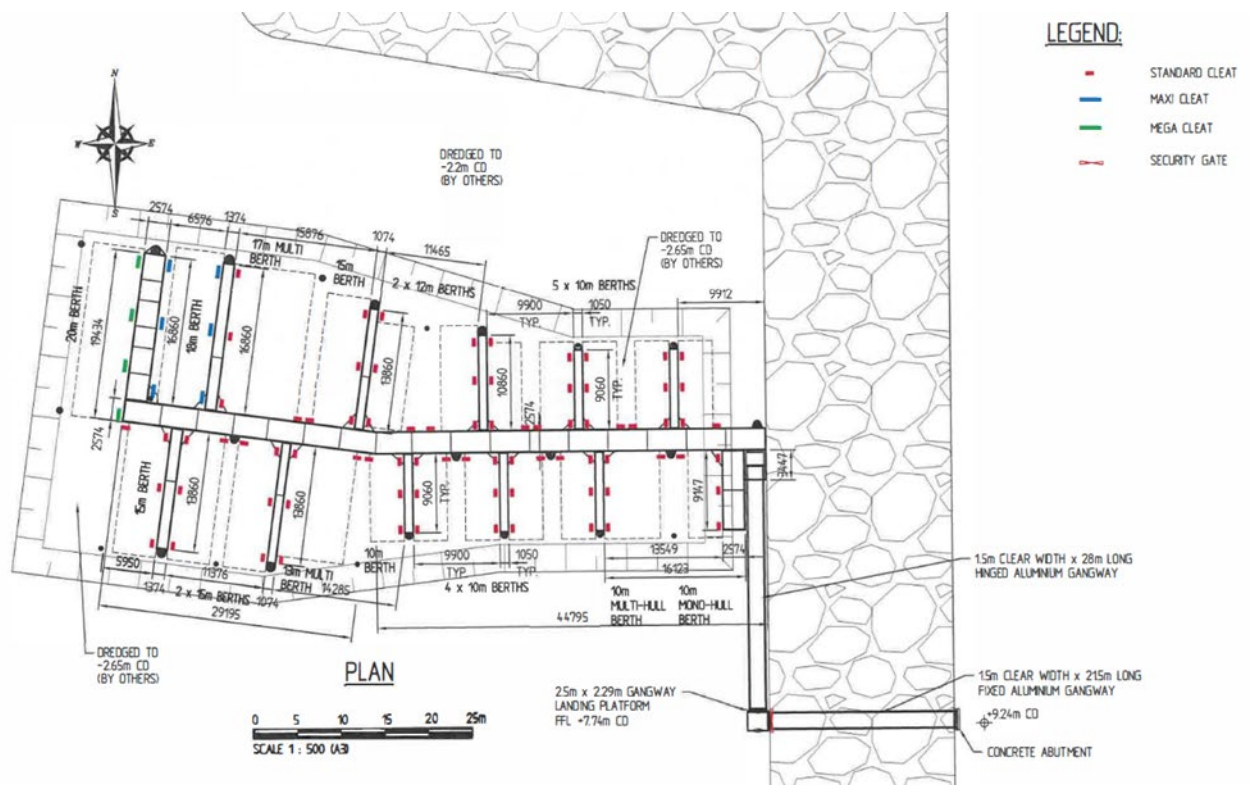 LEGEND:
STANDARD CLEAT
MAXI CLEAT
MEGA CLEAT
SECURITY GATE
N
W
E
S
DREDGED TO
-2.2m CD
(BY OTHERS)
DREDGED TO
-2.65m CD
(BY OTHERS)
2574
6576
1374
15876
1074
11465
17m MULTI
BERTH
15m
BERTH
2 x 12m BERTHS
5 x 10m BERTHS
9900
TYP.
1050
TYP.
9912
20m BERTH
19434
16860
18m BERTH
16860
13860
10860
9060
TYP.
2574
2574
15m BERTH
13860
13860
9060
TYP.
9147
3447
5950
1374
11376
1074
2 x 15m BERTHS
13m MULTI
BERTH
14285
29195
10m
BERTH
9900
TYP.
1050
TYP.
4 x 10m BERTHS
13549
2574
16123
10m
MULTI-HULL
BERTH
10m
MONO-HULL
BERTH
44795
1.5m CLEAR WIDTH x 28m LONG
HINGED ALUMINIUM GANGWAY
DREDGED TO
-2.65m CD
(BY OTHERS)
PLAN
0 5 10 15 20 25m
SCALE 1 : 500 (A3)
2.5m x 2.29m GANGWAY
LANDING PLATFORM
FFL +7.74m CD
1.5m CLEAR WIDTH x 21.5m LONG
FIXED ALUMINIUM GANGWAY
+9.24m CD
CONCRETE ABUTMENT